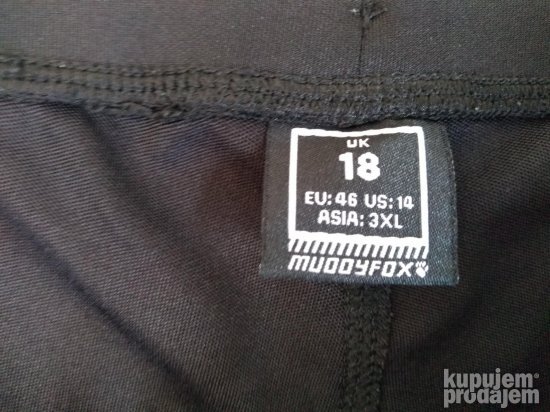 UK
18
EU: 46 US: 14
ASIA: 3XL
MUDDYFOX
kupujem
prodajem